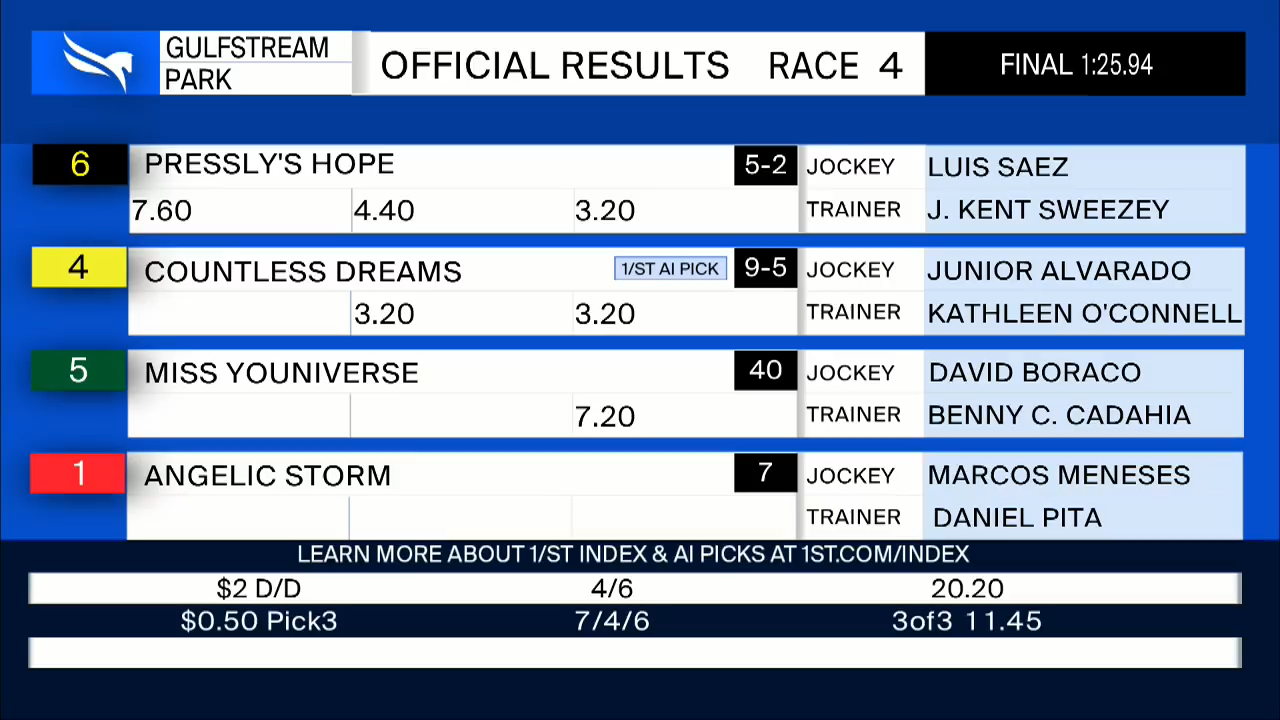 GULFSTREAM
PARK
OFFICIAL RESULTS RACE 4
FINAL 1:25.94
6 PRESSLY'S HOPE 5-2 JOCKEY LUIS SAEZ
7.60 4.40 3.20 TRAINER J. KENT SWEEZEY
4 COUNTLESS DREAMS 1/ST AI PICK 9-5 JOCKEY JUNIOR ALVARADO
3.20 3.20 TRAINER KATHLEEN O'CONNELL
5 MISS YOUNIVERSE 40 JOCKEY DAVID BORACO
7.20 TRAINER BENNY C. CADAHIA
1 ANGELIC STORM 7 JOCKEY MARCOS MENESES
TRAINER DANIEL PITA
LEARN MORE ABOUT 1/ST INDEX & AI PICKS AT 1ST.COM/INDEX
$2 D/D 4/6 20.20
$0.50 Pick3 7/4/6 3of3 11.45